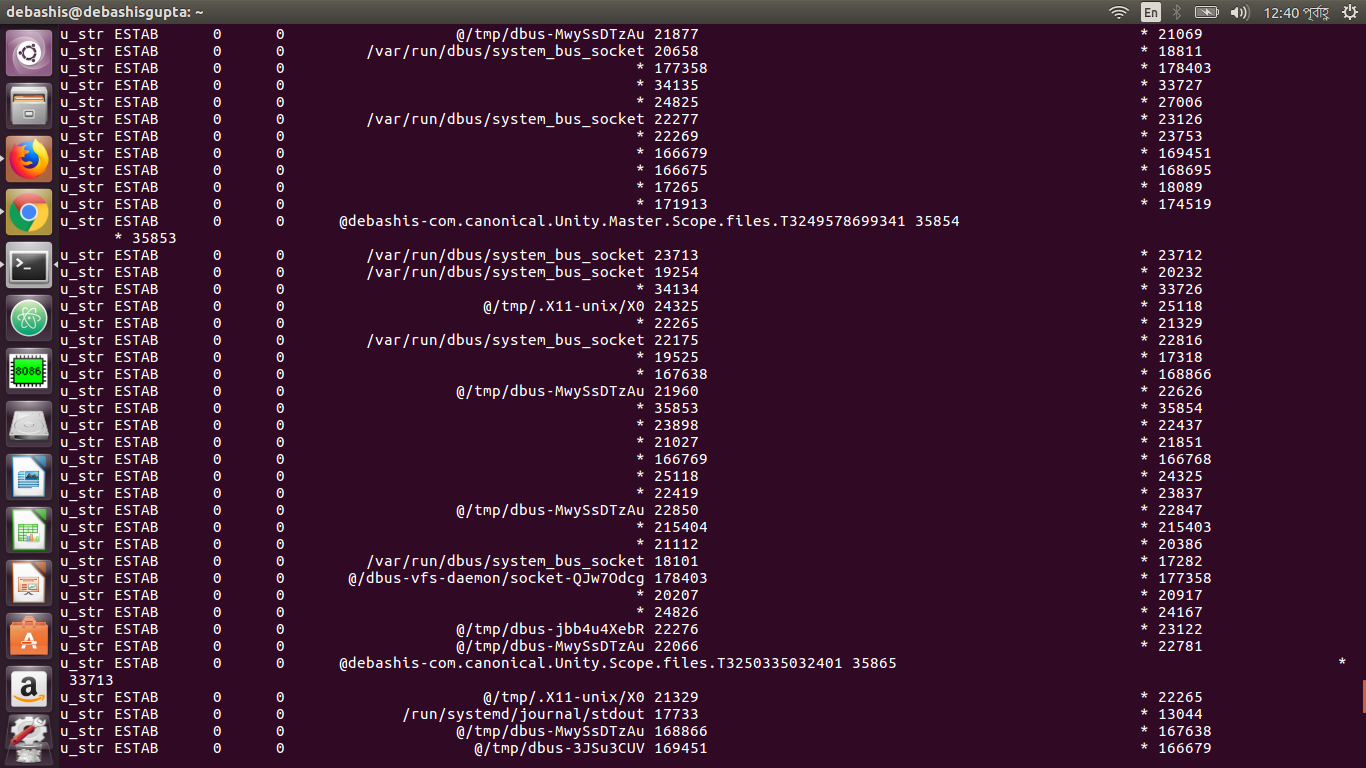 debashis@debashisgupta: ~
En
12:40 পূর্বাহ্ণ
u_str ESTAB 0 0 @/tmp/dbus-MwySsDTzAu 21877 * 21069
u_str ESTAB 0 0 /var/run/dbus/system_bus_socket 20658 * 18811
u_str ESTAB 0 0 * 177358 * 178403
u_str ESTAB 0 0 * 34135 * 33727
u_str ESTAB 0 0 * 24825 * 27006
u_str ESTAB 0 0 /var/run/dbus/system_bus_socket 22277 * 23126
u_str ESTAB 0 0 * 22269 * 23753
u_str ESTAB 0 0 * 166679 * 169451
u_str ESTAB 0 0 * 166675 * 168695
u_str ESTAB 0 0 * 17265 * 18089
u_str ESTAB 0 0 * 171913 * 174519
u_str ESTAB 0 0 @debashis-com.canonical.Unity.Master.Scope.files.T3249578699341 35854
* 35853
u_str ESTAB 0 0 /var/run/dbus/system_bus_socket 23713 * 23712
u_str ESTAB 0 0 /var/run/dbus/system_bus_socket 19254 * 20232
u_str ESTAB 0 0 * 34134 * 33726
u_str ESTAB 0 0 @/tmp/.X11-unix/X0 24325 * 25118
u_str ESTAB 0 0 * 22265 * 21329
u_str ESTAB 0 0 /var/run/dbus/system_bus_socket 22175 * 22816
u_str ESTAB 0 0 * 19525 * 17318
u_str ESTAB 0 0 * 167638 * 168866
u_str ESTAB 0 0 @/tmp/dbus-MwySsDTzAu 21960 * 22626
u_str ESTAB 0 0 * 35853 * 35854
u_str ESTAB 0 0 * 23898 * 22437
u_str ESTAB 0 0 * 21027 * 21851
u_str ESTAB 0 0 * 166769 * 166768
u_str ESTAB 0 0 * 25118 * 24325
u_str ESTAB 0 0 * 22419 * 23837
u_str ESTAB 0 0 @/tmp/dbus-MwySsDTzAu 22850 * 22847
u_str ESTAB 0 0 * 215404 * 215403
u_str ESTAB 0 0 * 21112 * 20386
u_str ESTAB 0 0 /var/run/dbus/system_bus_socket 18101 * 17282
u_str ESTAB 0 0 @/dbus-vfs-daemon/socket-QJw7Odcg 178403 * 177358
u_str ESTAB 0 0 * 20207 * 20917
u_str ESTAB 0 0 * 24826 * 24167
u_str ESTAB 0 0 @/tmp/dbus-jbb4u4XebR 22276 * 23122
u_str ESTAB 0 0 @/tmp/dbus-MwySsDTzAu 22066 * 22781
u_str ESTAB 0 0 @debashis-com.canonical.Unity.Scope.files.T3250335032401 35865 *
33713
u_str ESTAB 0 0 @/tmp/.X11-unix/X0 21329 * 22265
u_str ESTAB 0 0 /run/systemd/journal/stdout 17733 * 13044
u_str ESTAB 0 0 @/tmp/dbus-MwySsDTzAu 168866 * 167638
u_str ESTAB 0 0 @/tmp/dbus-3JSu3CUV 169451 * 166679
8086